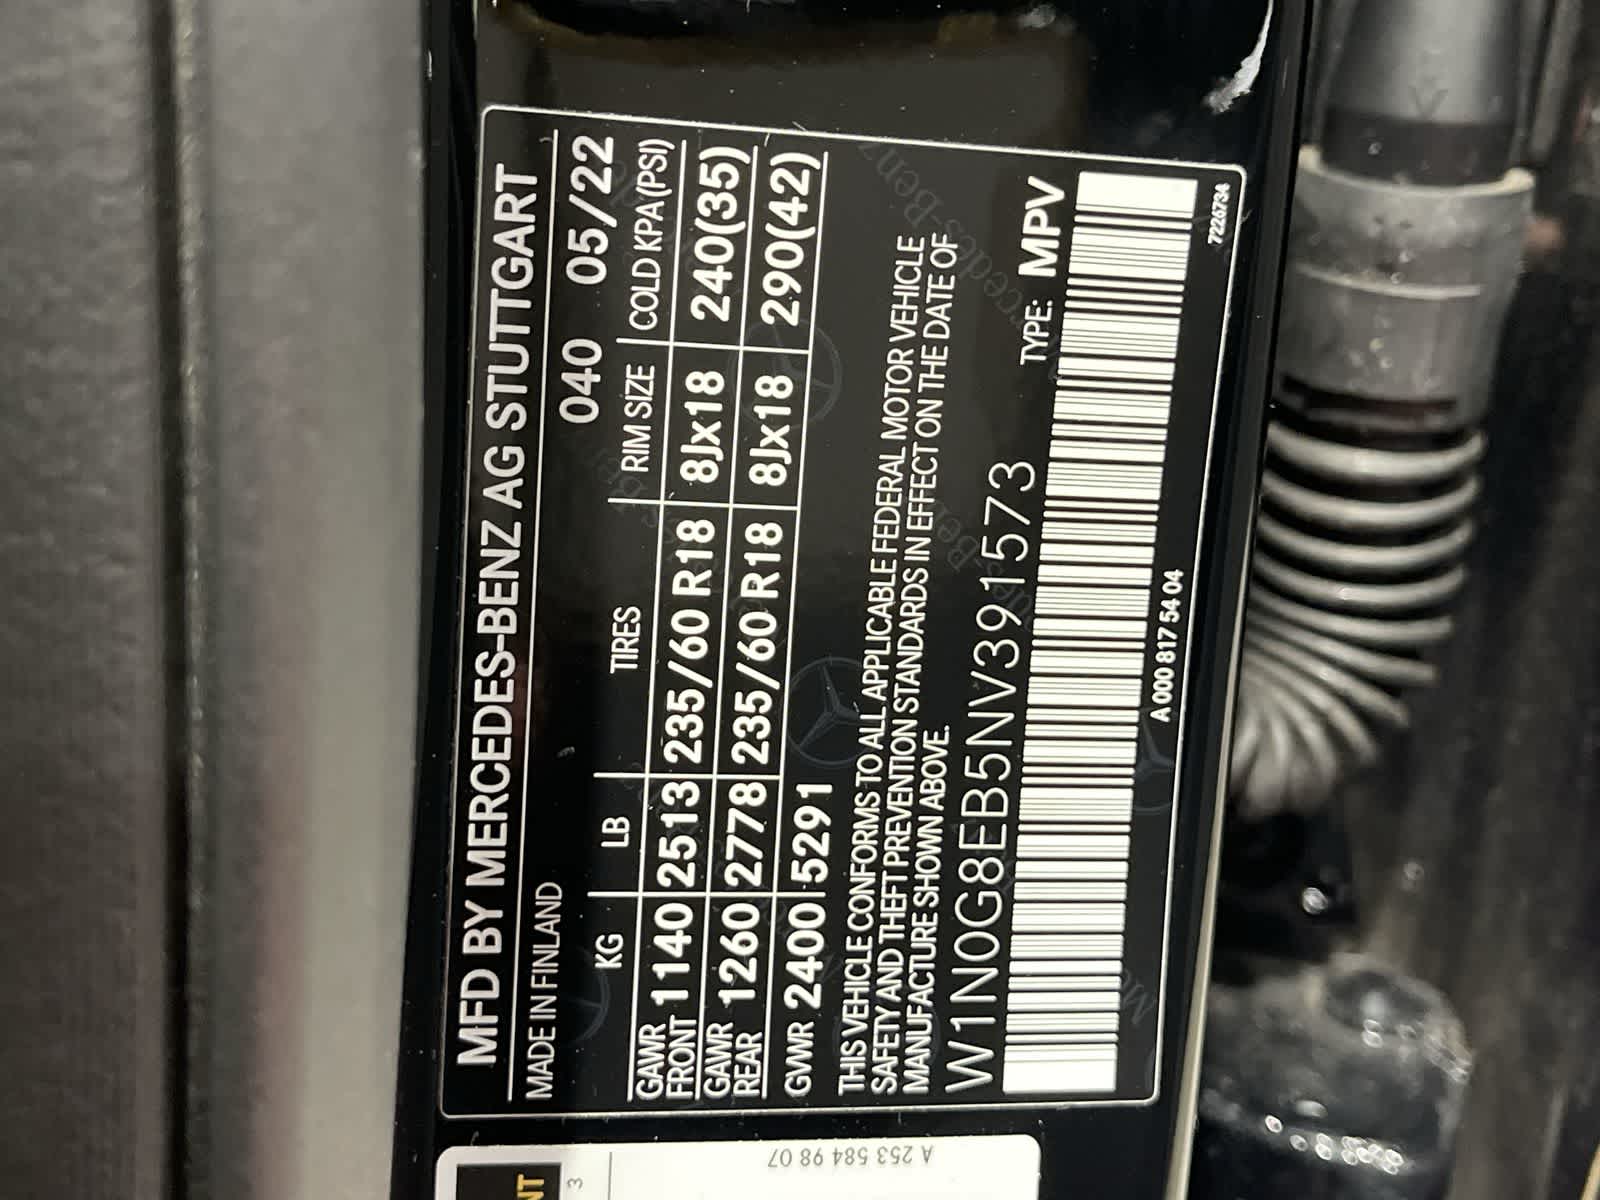 MFD BY MERCEDES-BENZ AG STUTTGART
MADE IN FINLAND 040 05/22
KG LB TIRES RIM SIZE COLD KPA(PSI)
GAWR FRONT 1140 2513 235/60 R18 8Jx18 240(35)
GAWR REAR 1260 2778 235/60 R18 8Jx18 290(42)
GVWR 2400 5291
THIS VEHICLE CONFORMS TO ALL APPLICABLE FEDERAL MOTOR VEHICLE
SAFETY AND THEFT PREVENTION STANDARDS IN EFFECT ON THE DATE OF
MANUFACTURE SHOWN ABOVE.
W1N0G8EB5NV391573 TYPE: MPV
A 000 817 54 04 7226734
A 253 584 98 07
3